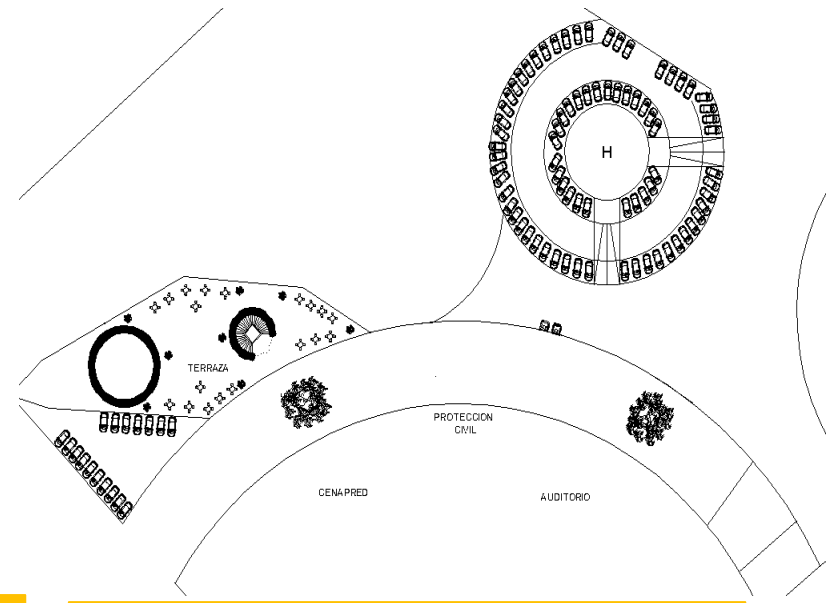 H
TERRAZA
PROTECCION
CIVIL
CENAPRED
AUDITORIO